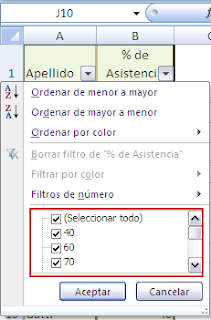 J10
A B
1 Apellido % de Asistenci
Ordenar de menor a mayor
Ordenar de mayor a menor
Ordenar por color
Borrar filtro de "% de Asistencia"
Filtrar por color
Filtros de número
(Seleccionar todo)
40
60
70
Aceptar Cancelar